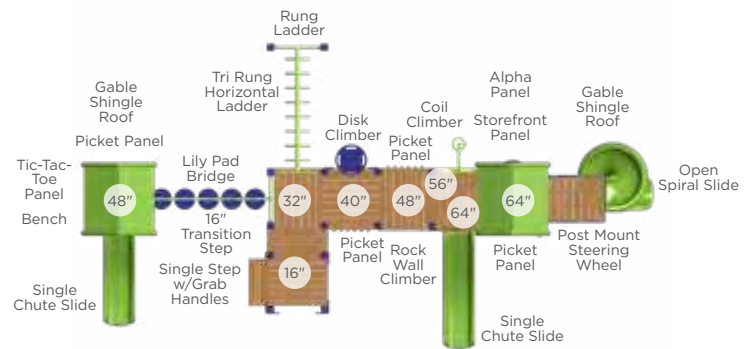 Rung
Ladder
Tri Rung
Horizontal
Ladder
Gable
Shingle
Roof
Picket Panel
Tic-Tac-
Toe
Panel
Bench
48"
Lily Pad
Bridge
16"
Transition
Step
Single
Chute Slide
Single Step
w/Grab
Handles
32"
16"
Disk
Climber
40"
Picket
Panel
Picket
Panel
48"
Rock
Wall
Climber
Coil
Climber
56"
64"
Alpha
Panel
Storefront
Panel
64"
Picket
Panel
Gable
Shingle
Roof
Open
Spiral Slide
Post Mount
Steering
Wheel
Single
Chute Slide